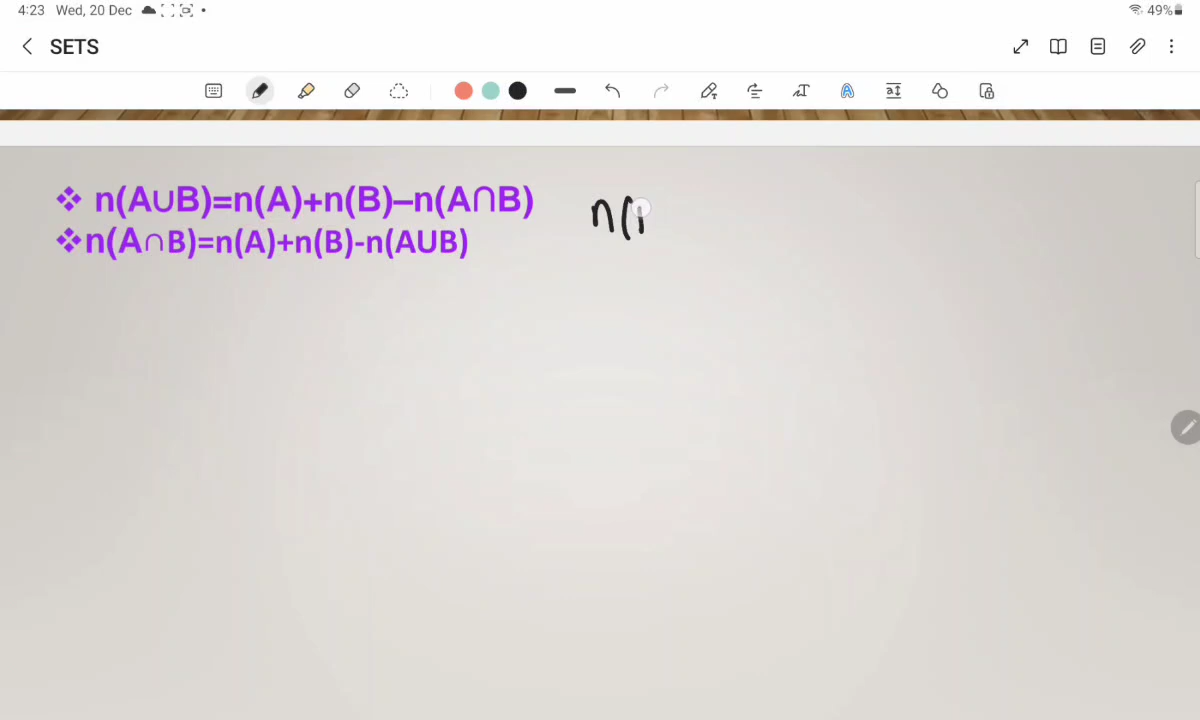 4:23 Wed, 20 Dec 49%
SETS
❖ n(A∪B)=n(A)+n(B)–n(A∩B)
❖n(A∩B)=n(A)+n(B)-n(AUB)
n(